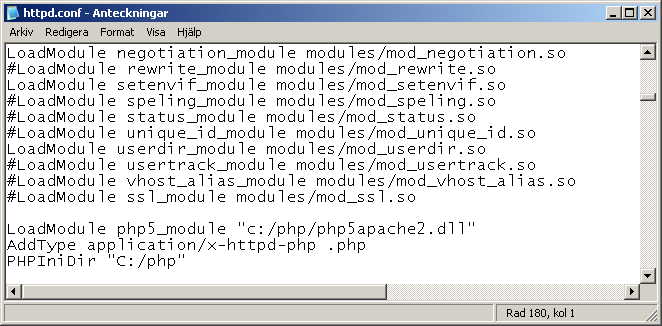 httpd.conf - Anteckningar
Arkiv Redigera Format Visa Hjälp
LoadModule negotiation_module modules/mod_negotiation.so
#LoadModule rewrite_module modules/mod_rewrite.so
LoadModule setenvif_module modules/mod_setenvif.so
#LoadModule speling_module modules/mod_speling.so
#LoadModule status_module modules/mod_status.so
#LoadModule unique_id_module modules/mod_unique_id.so
LoadModule userdir_module modules/mod_userdir.so
#LoadModule usertrack_module modules/mod_usertrack.so
#LoadModule vhost_alias_module modules/mod_vhost_alias.so
#LoadModule ssl_module modules/mod_ssl.so
LoadModule php5_module "c:/php/php5apache2.dll"
AddType application/x-httpd-php .php
PHPIniDir "C:/php"
Rad 180, kol 1